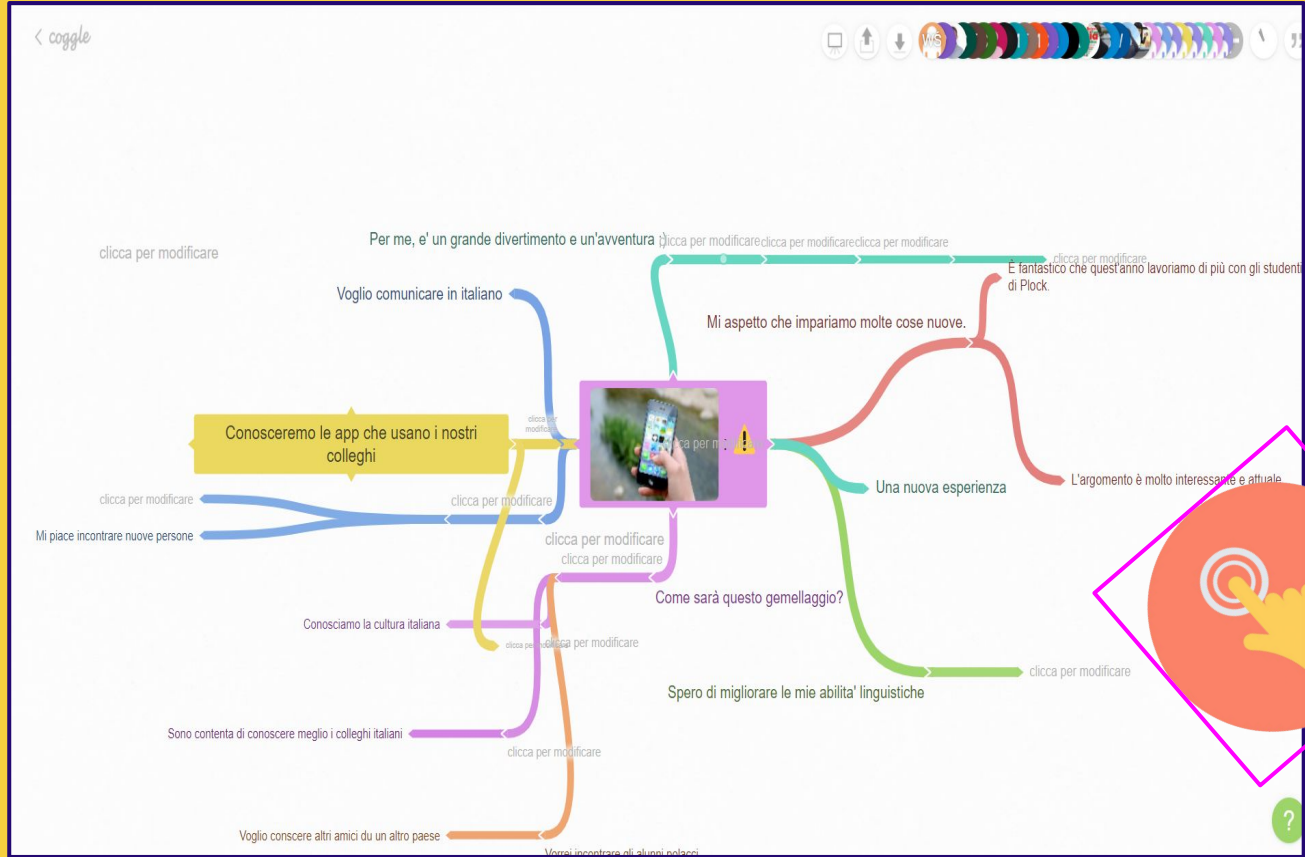 coggle
WS
clicca per modificare
Per me, e' un grande divertimento e un'avventura :)
clicca per modificare
clicca per modificare
clicca per modificare
clicca per modificare
È fantastico che quest'anno lavoriamo di più con gli studenti
di Plock.
Voglio comunicare in italiano
Mi aspetto che impariamo molte cose nuove.
Conosceremo le app che usano i nostri
colleghi
clicca per
modificare
clicca per modificare
Una nuova esperienza
L'argomento è molto interessante e attuale
clicca per modificare
clicca per modificare
Mi piace incontrare nuove persone
clicca per modificare
clicca per modificare
Come sarà questo gemellaggio?
Conosciamo la cultura italiana
clicca per modificare
clicca per modificare
clicca per modificare
Spero di migliorare le mie abilita' linguistiche
Sono contenta di conoscere meglio i colleghi italiani
clicca per modificare
Voglio conscere altri amici du un altro paese
Vorrei incontrare gli alunni polacci
?